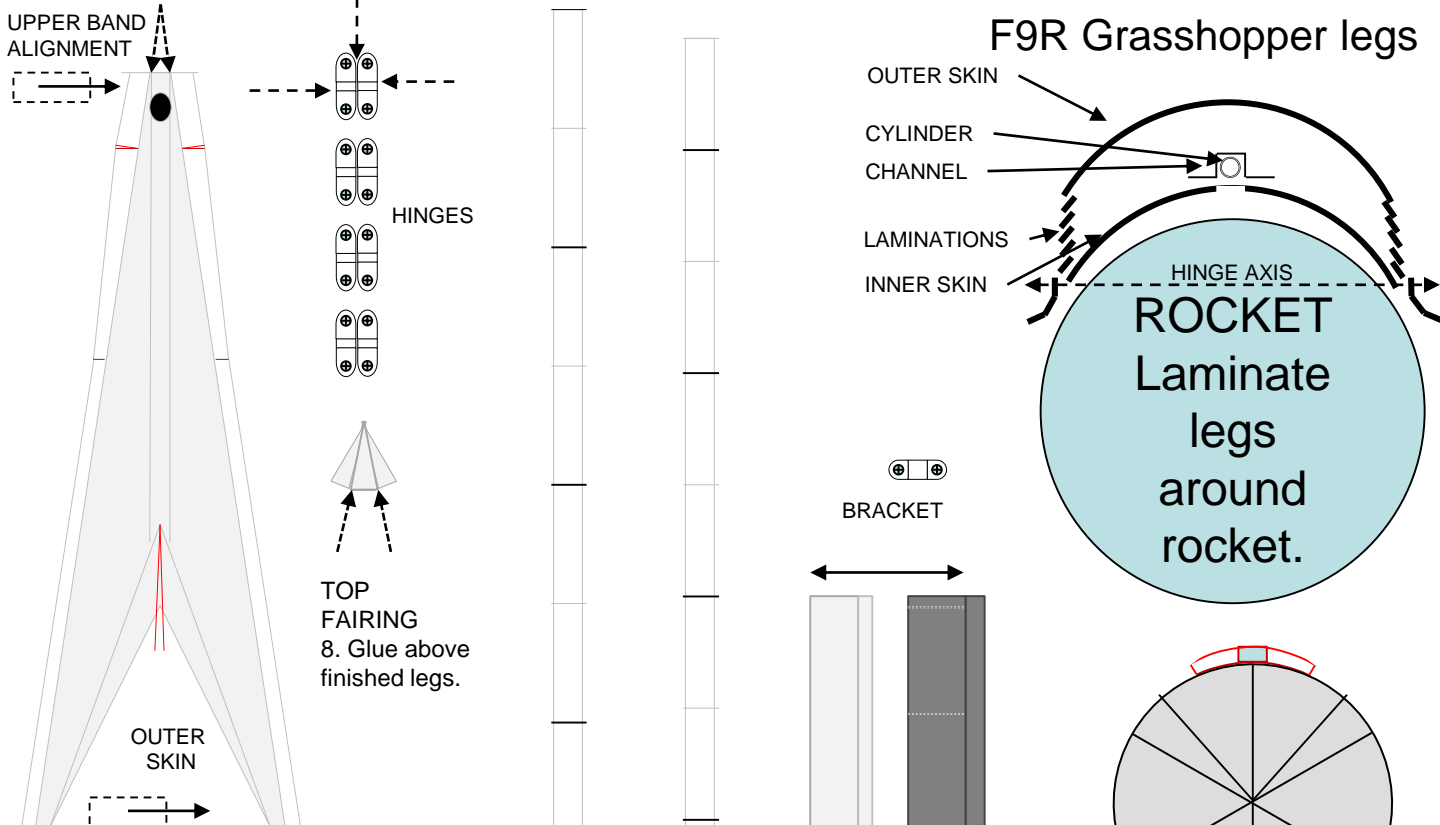 UPPER BAND
ALIGNMENT
F9R Grasshopper legs
OUTER SKIN
CYLINDER
CHANNEL
LAMINATIONS
INNER SKIN
HINGE AXIS
ROCKET
Laminate
legs
around
rocket.
HINGES
BRACKET
TOP
FAIRING
8. Glue above
finished legs.
OUTER
SKIN